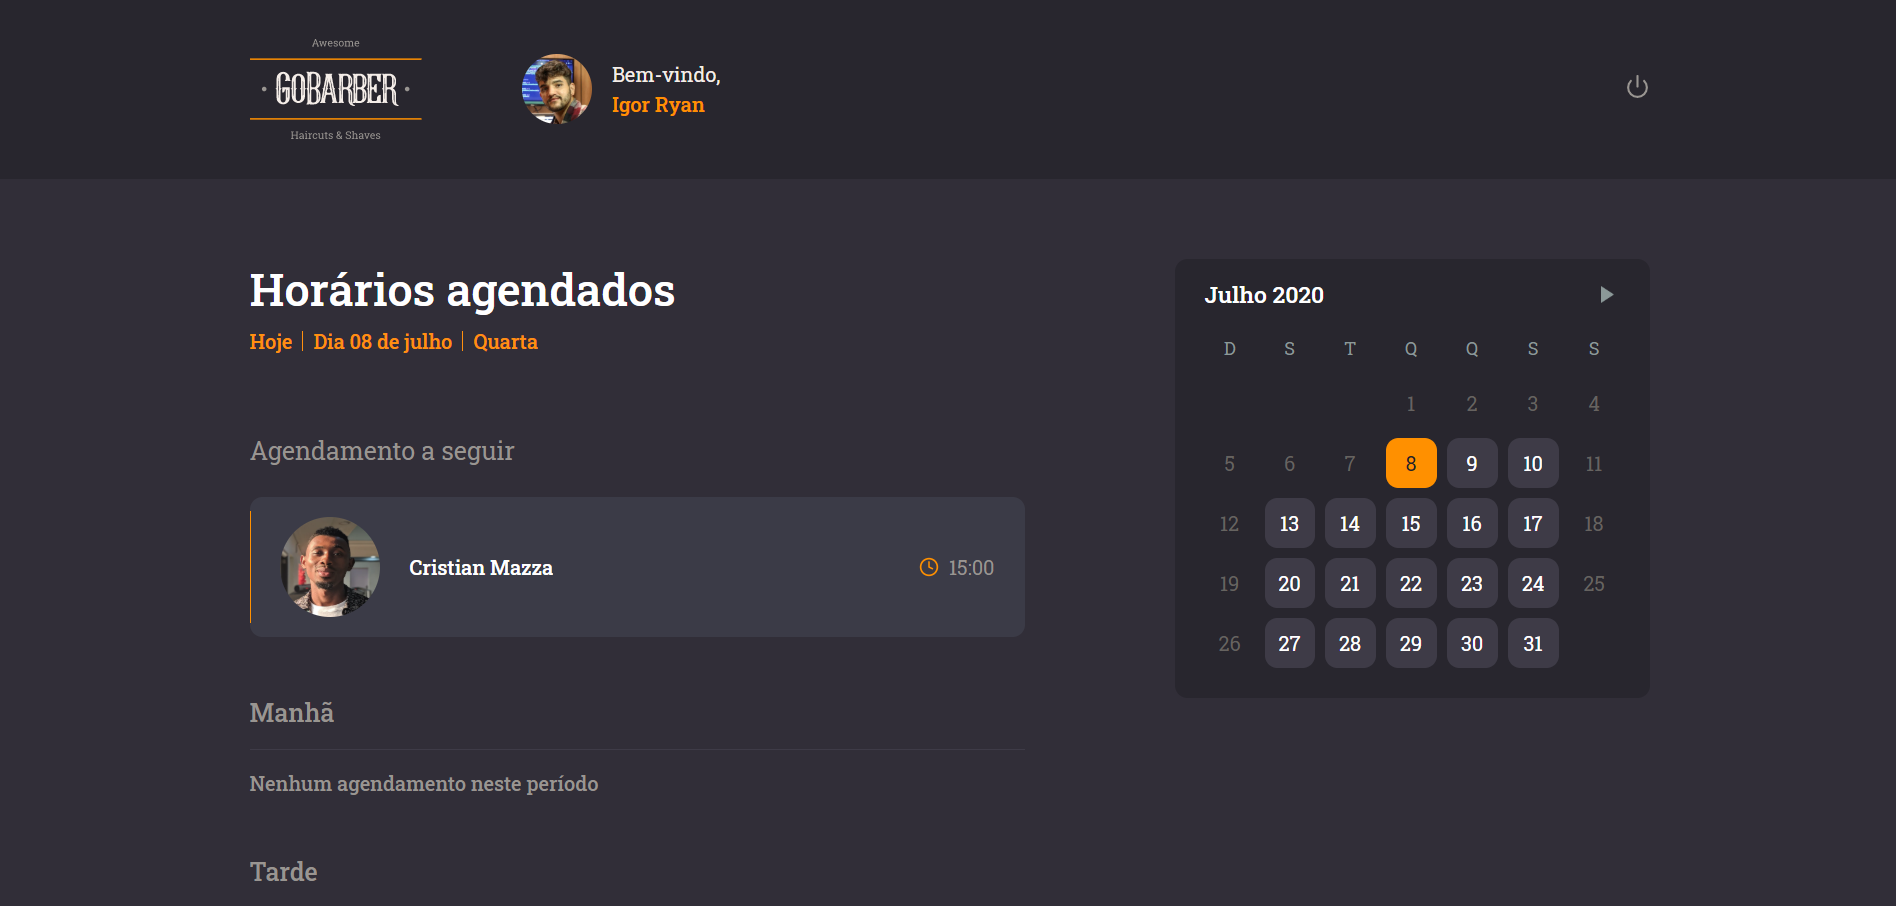 Awesome
GOBARBER
Haircuts & Shaves
Bem-vindo,
Igor Ryan
Horários agendados
Hoje | Dia 08 de julho | Quarta
Agendamento a seguir
Cristian Mazza
15:00
Manhã
Nenhum agendamento neste período
Tarde
Julho 2020
D S T Q Q S S
1 2 3 4
5 6 7 8 9 10 11
12 13 14 15 16 17 18
19 20 21 22 23 24 25
26 27 28 29 30 31